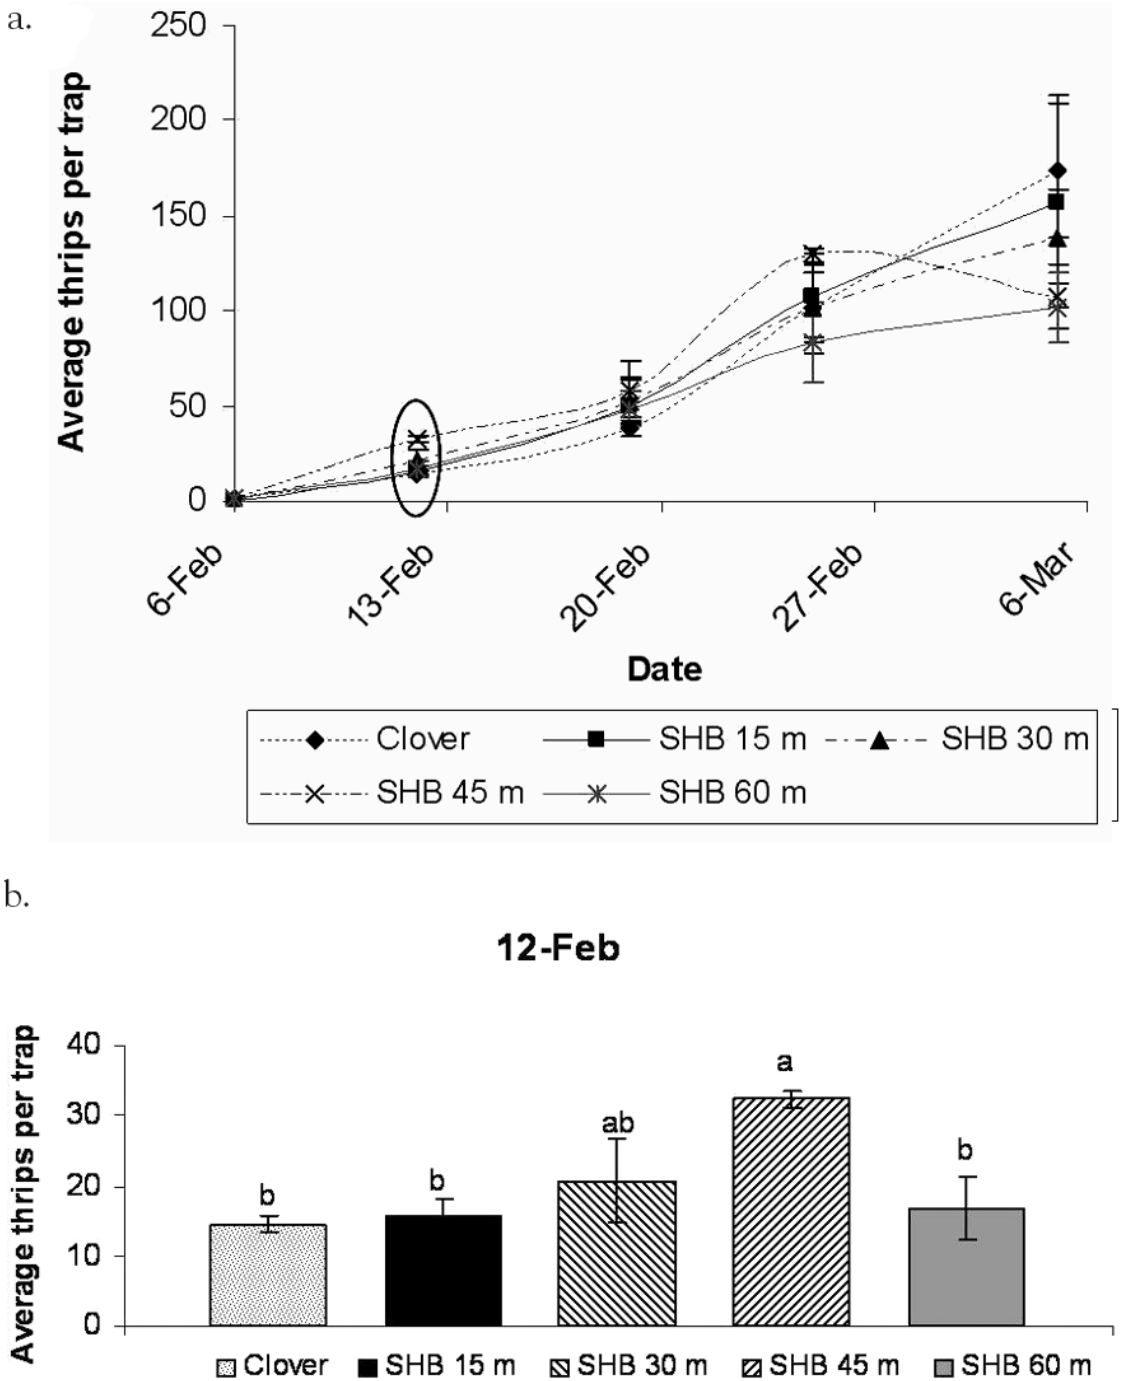 a.
Average thrips per trap
250
200
150
100
50
0
6-Feb
13-Feb
20-Feb
27-Feb
6-Mar
Date
Clover
SHB 15 m
SHB 30 m
SHB 45 m
SHB 60 m
b.
12-Feb
Average thrips per trap
40
30
20
10
0
b
b
ab
a
b
Clover
SHB 15 m
SHB 30 m
SHB 45 m
SHB 60 m